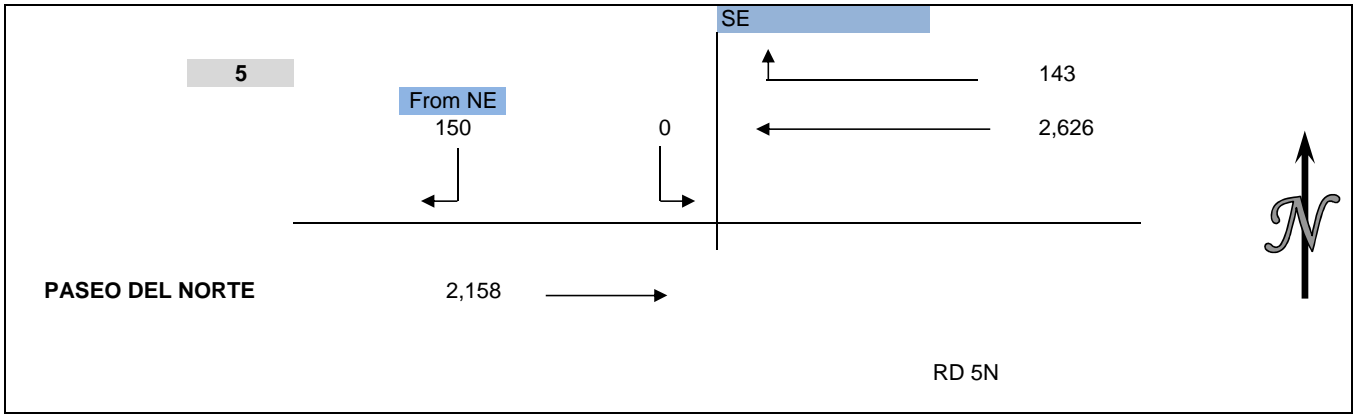 SE
5 143
From NE
150 0 2,626
N
PASEO DEL NORTE 2,158
RD 5N